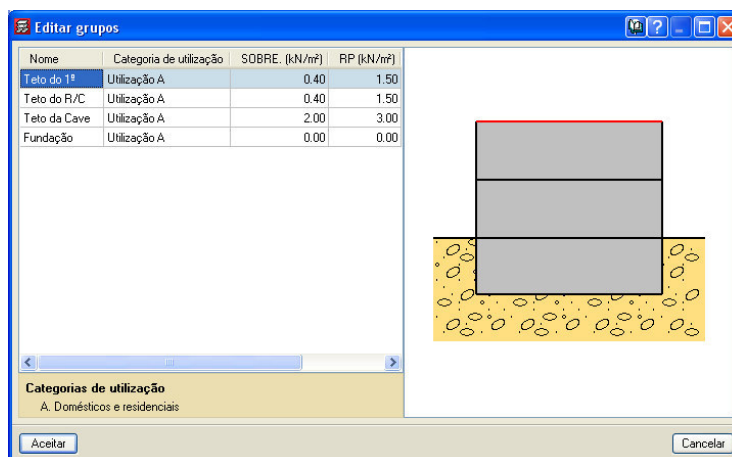 Editar grupos
Nome Categoria de utilização SOBRE. (kN/m²) RP (kN/m²)
Teto do 1º Utilização A 0.40 1.50
Teto do R/C Utilização A 0.40 1.50
Teto da Cave Utilização A 2.00 3.00
Fundação Utilização A 0.00 0.00
Categorias de utilização
A. Domésticos e residenciais
Aceitar Cancelar